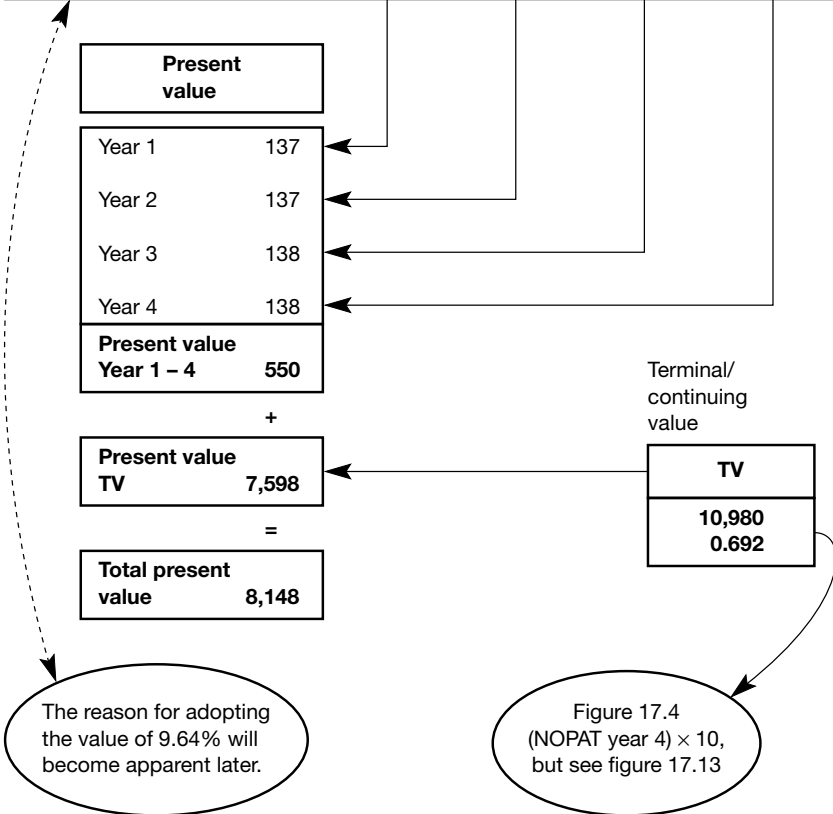 Present
value
Year 1 137
Year 2 137
Year 3 138
Year 4 138
Present value
Year 1 – 4 550
+
Present value
TV 7,598
=
Total present
value 8,148
Terminal/
continuing
value
TV
10,980
0.692
The reason for adopting
the value of 9.64% will
become apparent later.
Figure 17.4
(NOPAT year 4) × 10,
but see figure 17.13